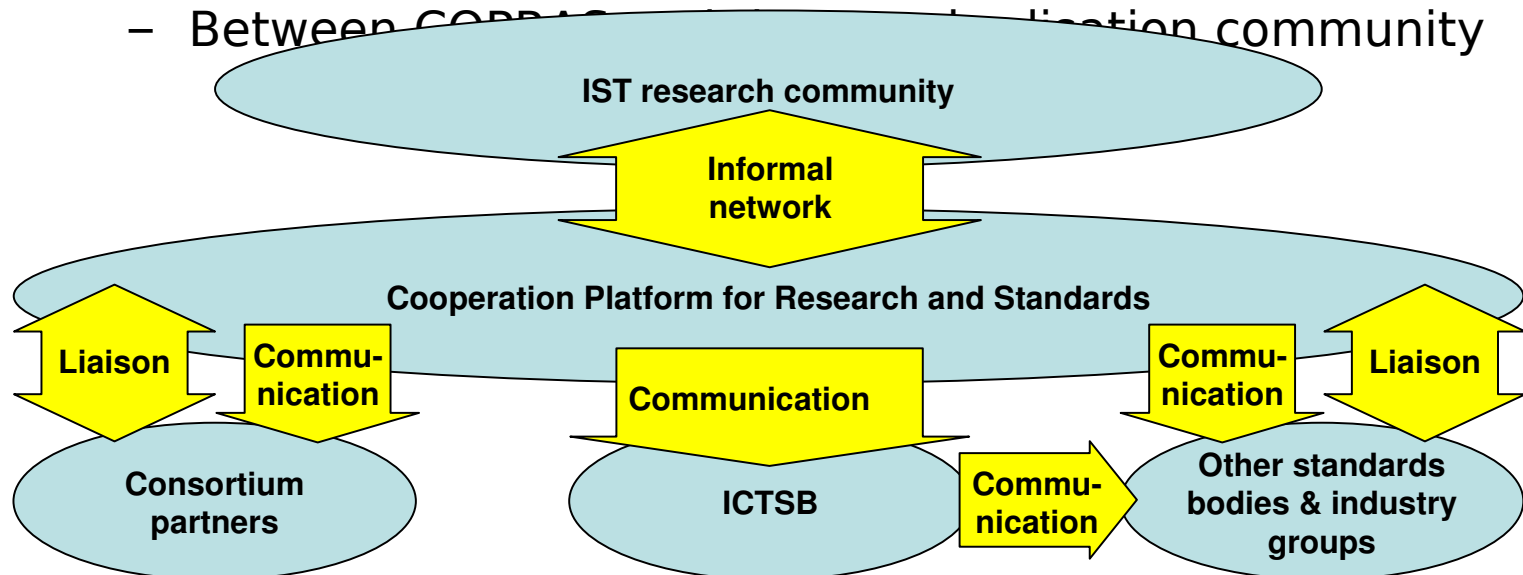 – Between community
IST research community
Informal
network
Cooperation Platform for Research and Standards
Liaison
Commu-
nication
Communication
Commu-
nication
Liaison
Consortium
partners
ICTSB
Commu-
nication
Other standards
bodies & industry
groups